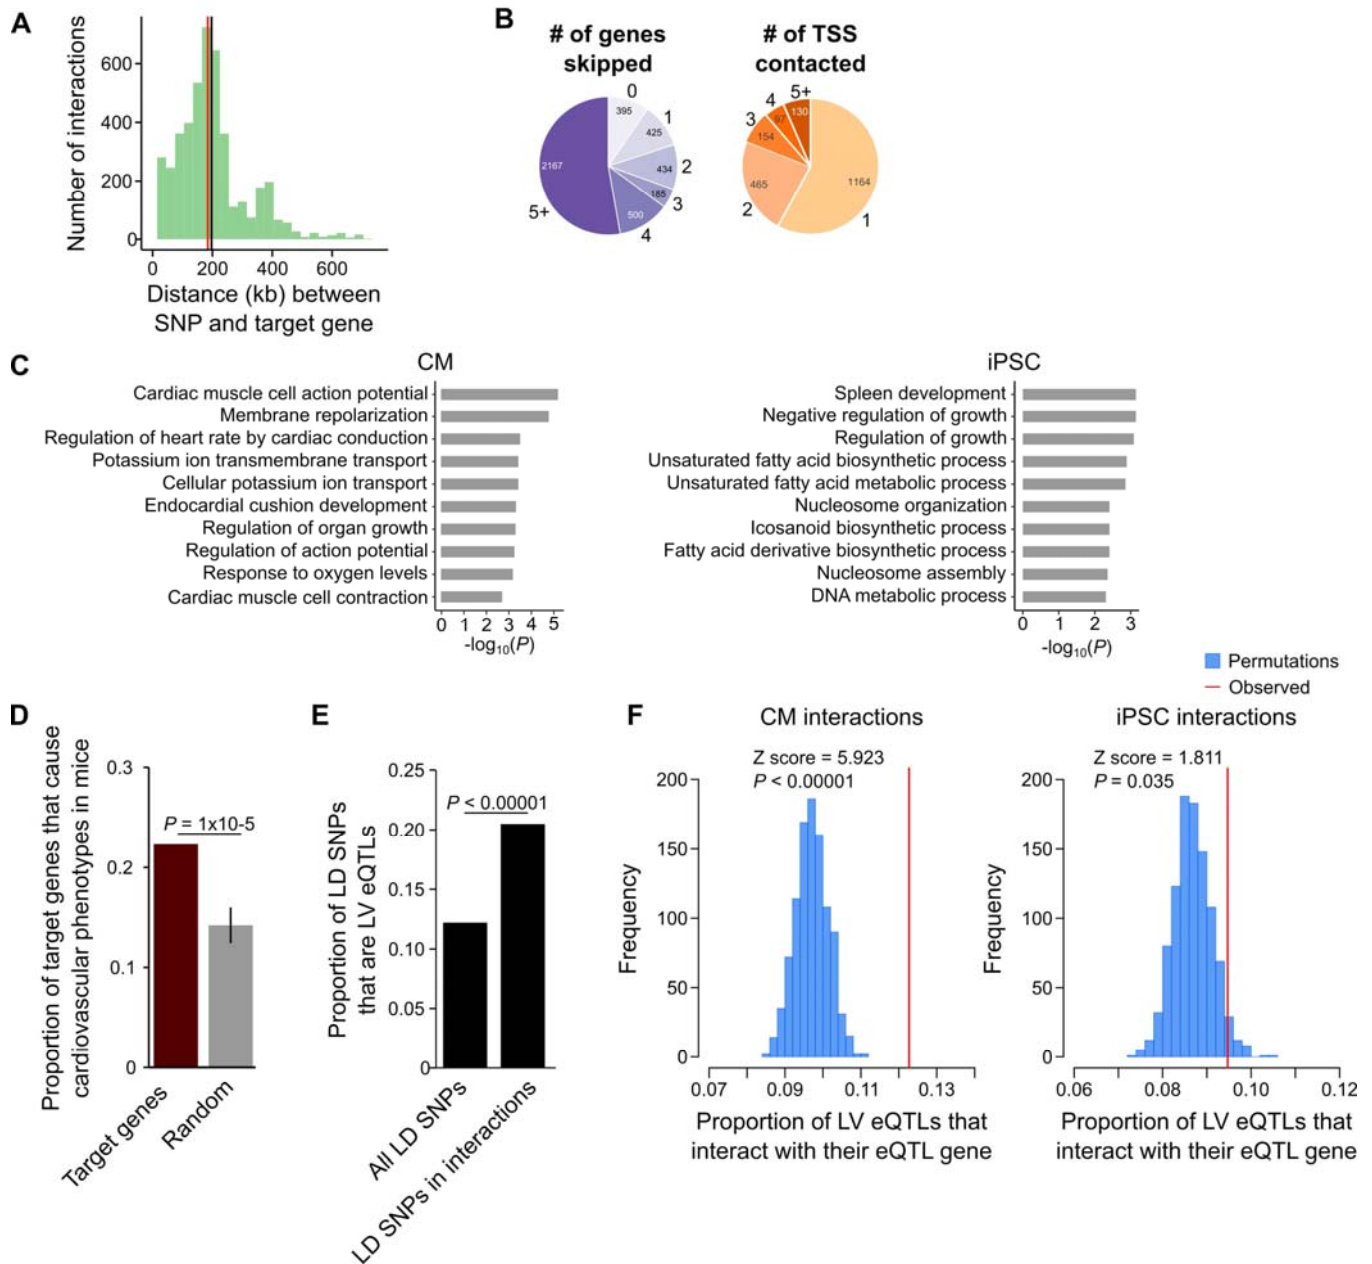 A
Number of interactions
600
400
200
0
0 200 400 600
Distance (kb) between
SNP and target gene
B
# of genes
skipped
0
395
1
425
2
434
3
185
4
500
5+
2167
# of TSS
contacted
5+
130
4
97
3
154
2
465
1
1164
C
CM
Cardiac muscle cell action potential
Membrane repolarization
Regulation of heart rate by cardiac conduction
Potassium ion transmembrane transport
Cellular potassium ion transport
Endocardial cushion development
Regulation of organ growth
Regulation of action potential
Response to oxygen levels
Cardiac muscle cell contraction
0 1 2 3 4 5
-log10(P)
iPSC
Spleen development
Negative regulation of growth
Regulation of growth
Unsaturated fatty acid biosynthetic process
Unsaturated fatty acid metabolic process
Nucleosome organization
Icosanoid biosynthetic process
Fatty acid derivative biosynthetic process
Nucleosome assembly
DNA metabolic process
0 1 2 3
-log10(P)
D
Proportion of target genes that cause
cardiovascular phenotypes in mice
0.3
0.2
0.1
0
P = 1x10-5
Target genes
Random
E
Proportion of LD SNPs
that are LV eQTLs
0.25
0.20
0.15
0.10
0.05
0
P < 0.00001
All LD SNPs
LD SNPs in interactions
F
Permutations
Observed
CM interactions
Z score = 5.923
P < 0.00001
Frequency
200
150
100
50
0
0.07 0.09 0.11 0.13
Proportion of LV eQTLs that
interact with their eQTL gene
iPSC interactions
Z score = 1.811
P = 0.035
Frequency
200
150
100
50
0
0.06 0.08 0.10 0.12
Proportion of LV eQTLs that
interact with their eQTL gene